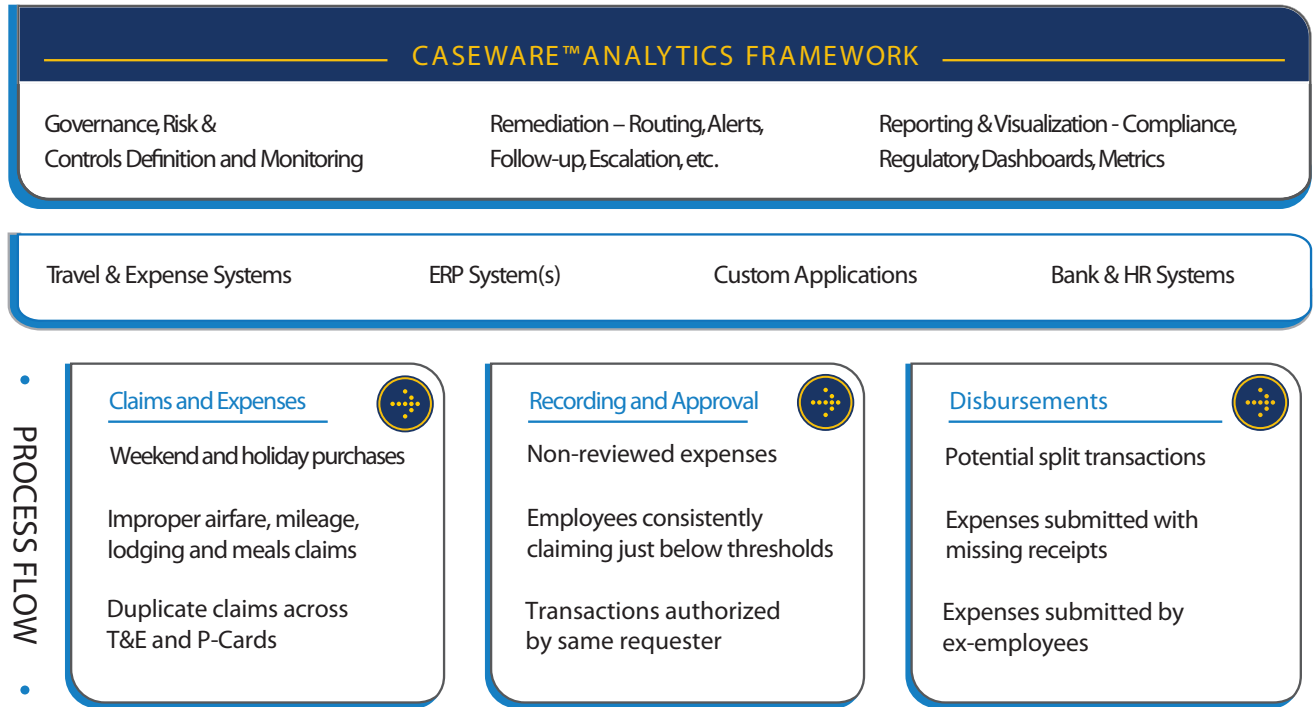 CASEWARE™ANALYTICS FRAMEWORK
Governance, Risk &
Controls Definition and Monitoring
Remediation – Routing, Alerts,
Follow-up, Escalation, etc.
Reporting & Visualization - Compliance,
Regulatory, Dashboards, Metrics
Travel & Expense Systems
ERP System(s)
Custom Applications
Bank & HR Systems
• PROCESS FLOW •
Claims and Expenses
Weekend and holiday purchases
Improper airfare, mileage,
lodging and meals claims
Duplicate claims across
T&E and P-Cards
Recording and Approval
Non-reviewed expenses
Employees consistently
claiming just below thresholds
Transactions authorized
by same requester
Disbursements
Potential split transactions
Expenses submitted with
missing receipts
Expenses submitted by
ex-employees